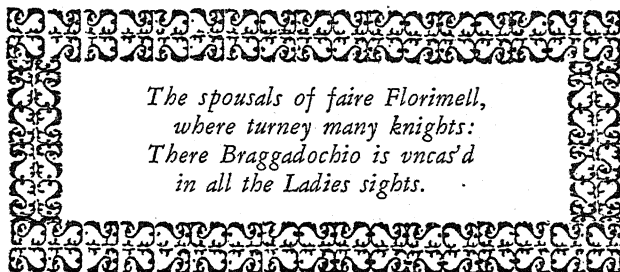 The spousals of faire Florimell,
where turney many knights:
There Braggadochio is vncas'd
in all the Ladies sights.